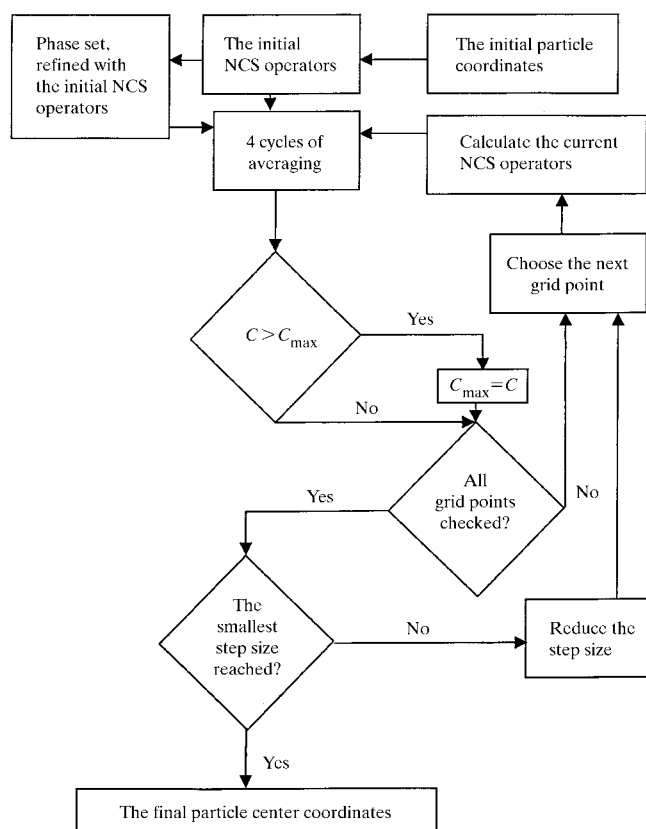 Phase set,
refined with
the initial NCS
operators
The initial
NCS operators
The initial particle
coordinates
4 cycles of
averaging
Calculate the current
NCS operators
Choose the next
grid point
C > Cmax
Yes
Cmax=C
No
All
grid points
checked?
Yes
No
The
smallest
step size
reached?
No
Reduce the
step size
Yes
The final particle center coordinates